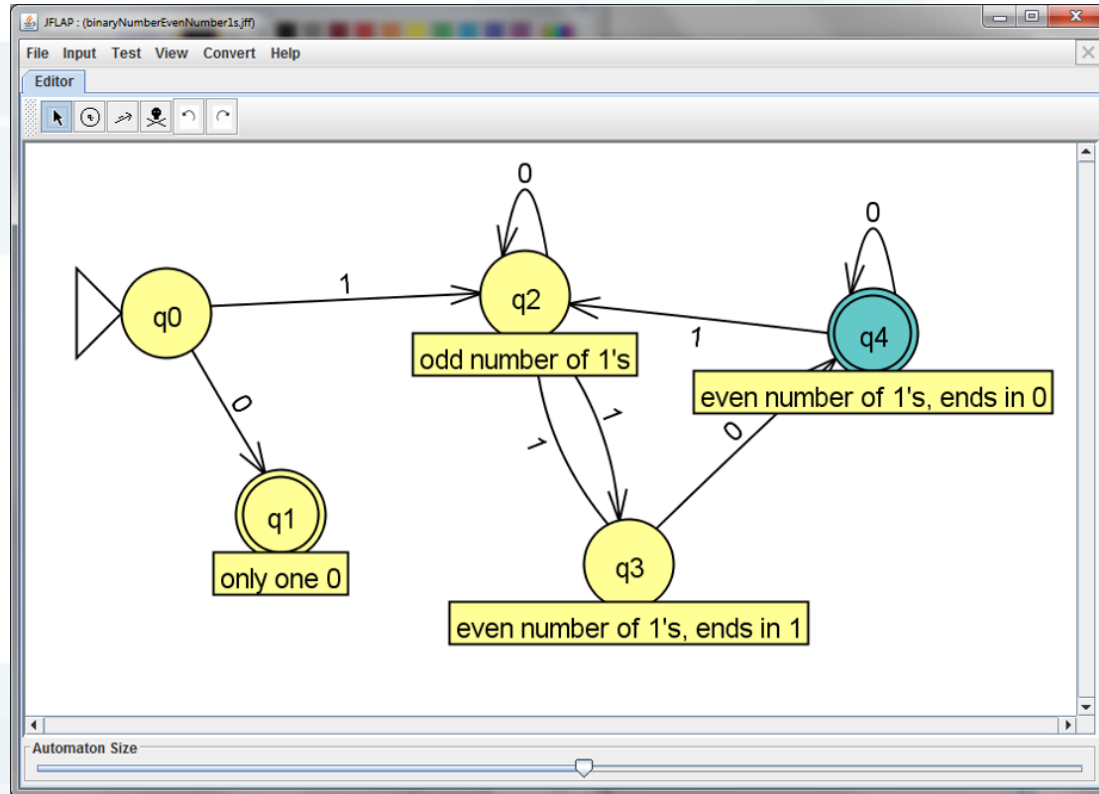 JFLAP : (binaryNumberEvenNumber1s.jff)
File Input Test View Convert Help
Editor
0
0
1
q2
q0
q4
1
odd number of 1's
even number of 1's, ends in 0
0
1
1
0
q1
q3
only one 0
even number of 1's, ends in 1
Automaton Size